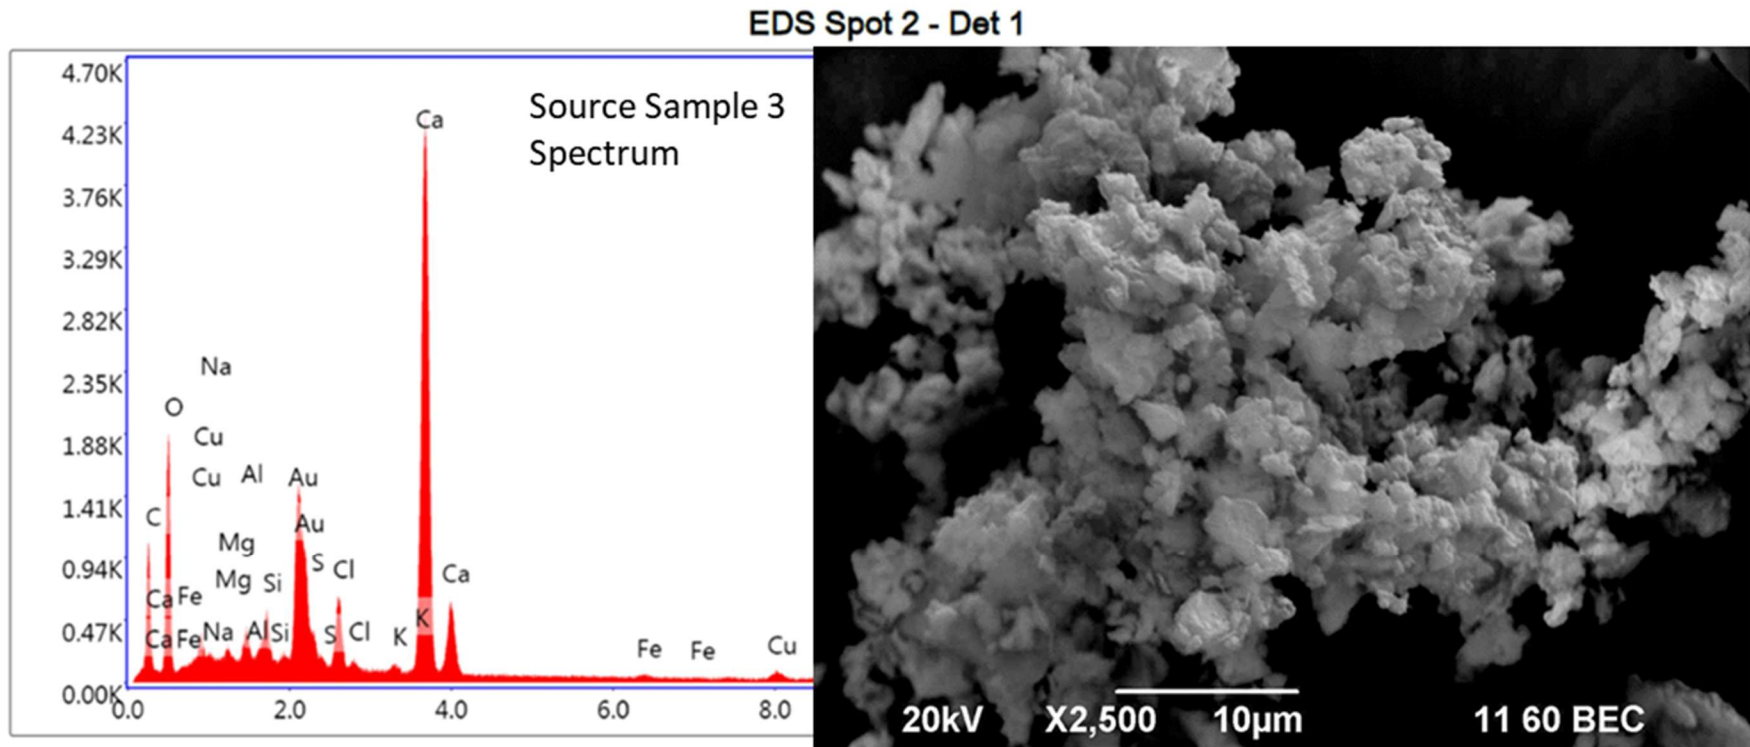 EDS Spot 2 - Det 1
Source Sample 3
Spectrum
4.70K
4.23K
3.76K
3.29K
2.82K
2.35K
1.88K
1.41K
0.94K
0.47K
0.00K
Ca
Na
O
Cu
Cu
Al
Au
C
Au
Mg
S
Cl
Mg
Si
Ca
Ca
Fe
K
Ca
Fe
Na
Al
Si
S
Cl
K
Fe
Fe
Cu
0.0
2.0
4.0
6.0
8.0
20kV
X2,500
10µm
11 60 BEC